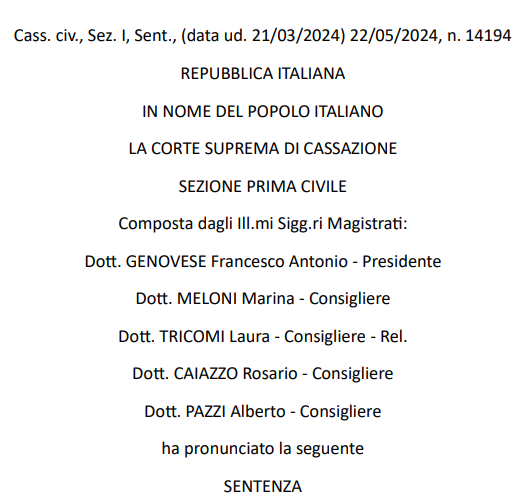 Cass. civ., Sez. I, Sent., (data ud. 21/03/2024) 22/05/2024, n. 14194
REPUBBLICA ITALIANA
IN NOME DEL POPOLO ITALIANO
LA CORTE SUPREMA DI CASSAZIONE
SEZIONE PRIMA CIVILE
Composta dagli Ill.mi Sigg.ri Magistrati:
Dott. GENOVESE Francesco Antonio - Presidente
Dott. MELONI Marina - Consigliere
Dott. TRICOMI Laura - Consigliere - Rel.
Dott. CAIAZZO Rosario - Consigliere
Dott. PAZZI Alberto - Consigliere
ha pronunciato la seguente
SENTENZA